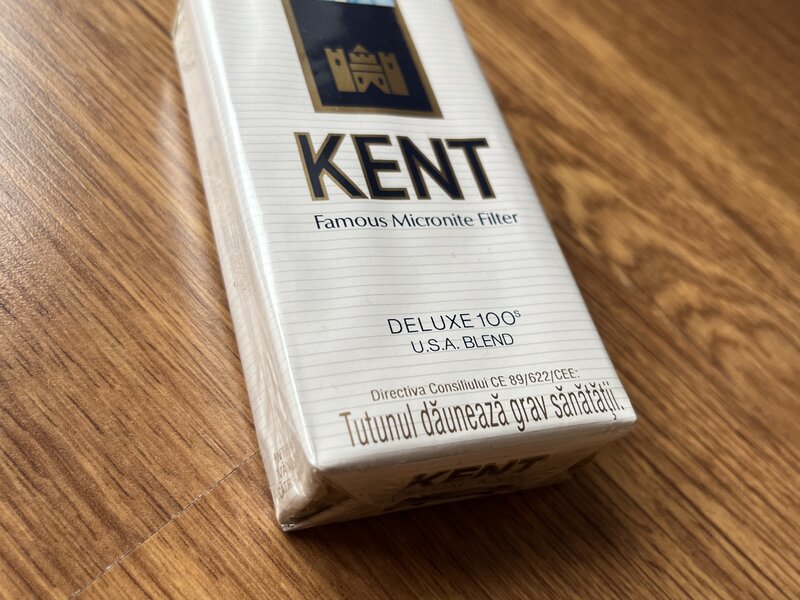 KENT
Famous Micronite Filter
DELUXE 100s
U.S.A. BLEND
Directiva Consiliului CE 89/622/CEE:
Tutunul dăunează grav sănătăţii.
KENT